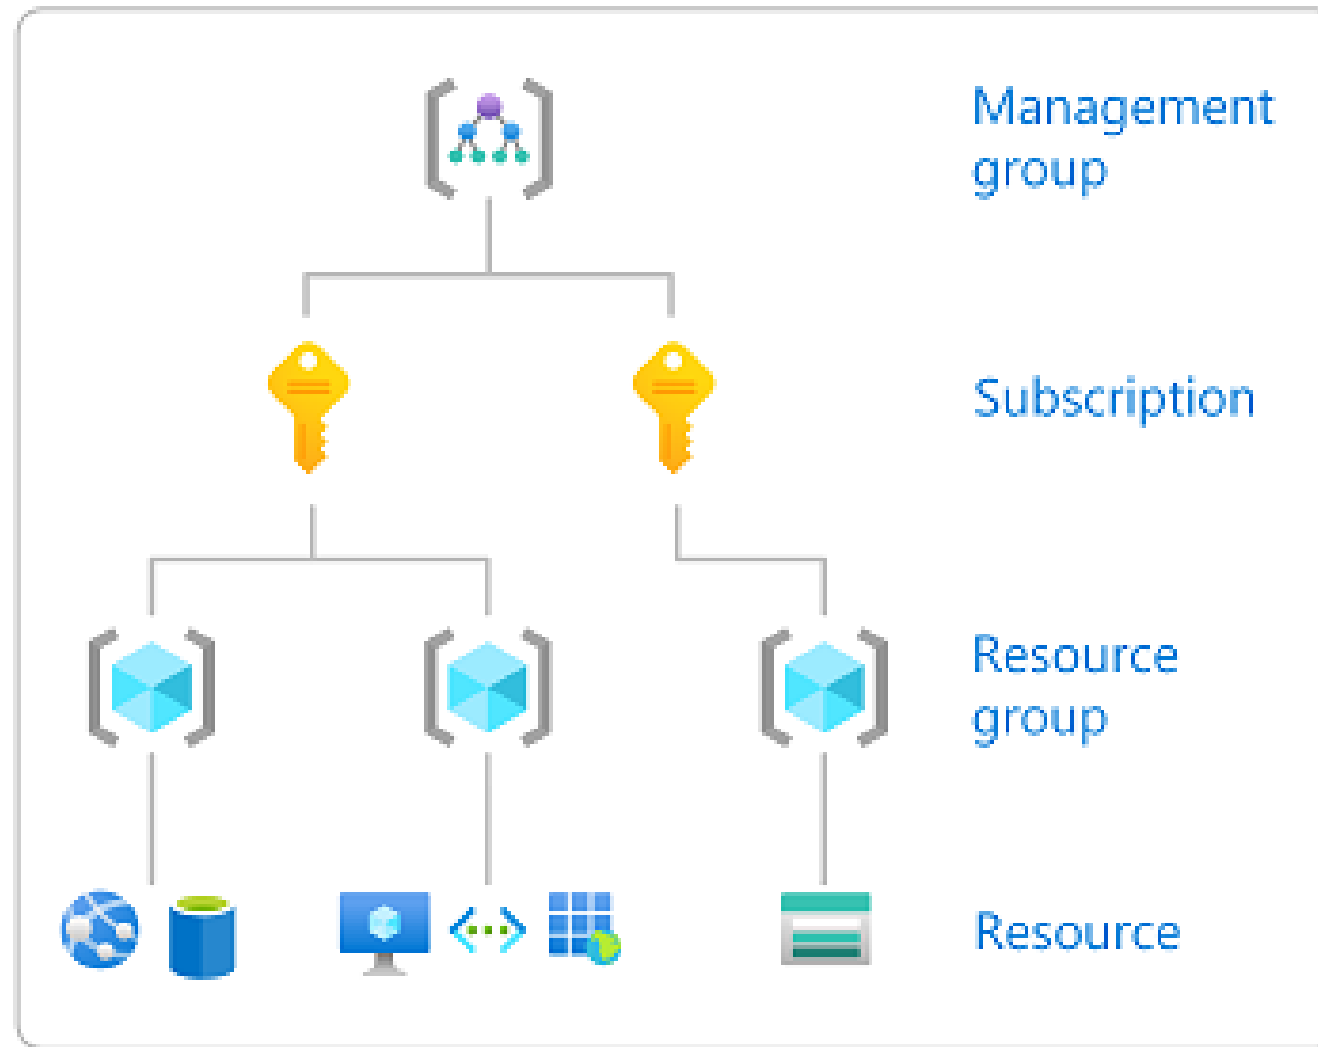 Management
group
Subscription
Resource
group
Resource